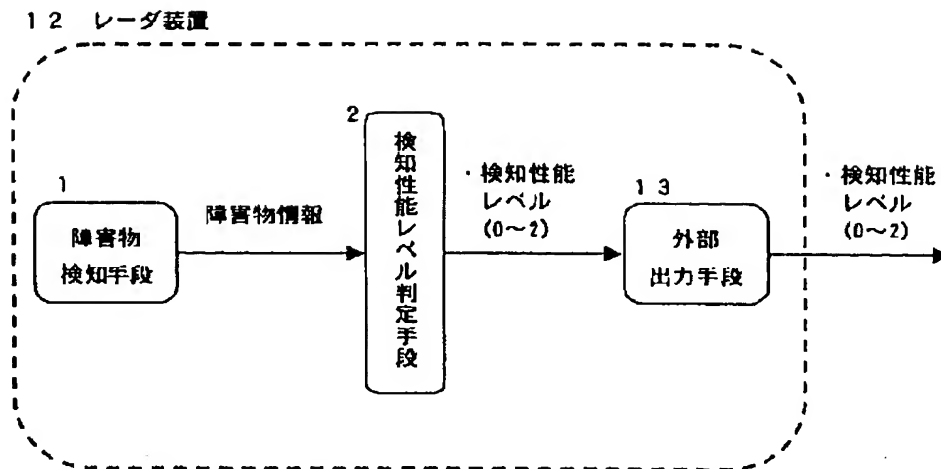 12 レーダ装置
1
障害物
検知手段
障害物情報
2
検知性能レベル判定手段
・検知性能
レベル
(0~2)
13
外部
出力手段
・検知性能
レベル
(0~2)